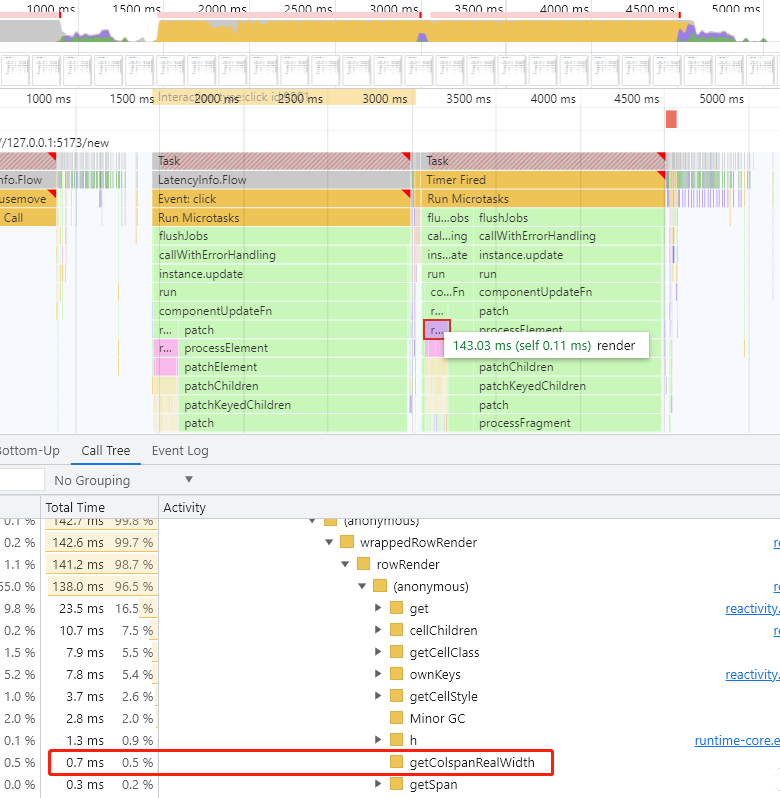 1000 ms 1500 ms 2000 ms 2500 ms 3000 ms 3500 ms 4000 ms 4500 ms 5000 ms
Interaction type:click id:
1000 ms 1500 ms 2000 ms 2500 ms 3000 ms 3500 ms 4000 ms 4500 ms 5000 ms
//127.0.0.1:5173/new
Task Task
nfo.Flow LatencyInfo.Flow Timer Fired
usemove Event: click Run Microtasks
Call Run Microtasks flu...obs flushJobs
flushJobs cal...ing callWithErrorHandling
callWithErrorHandling ins...ate instance.update
instance.update run run
run co...Fn componentUpdateFn
componentUpdateFn r... patch
r... patch r... processElement
143.03 ms (self 0.11 ms) render
r... processElement
patchElement patchChildren
patchChildren patchKeyedChildren
patchKeyedChildren patch
patch processFragment
Bottom-Up Call Tree Event Log
No Grouping ▼
Total Time Activity
0.1 % 142.7 ms 99.8 % ▼ (anonymous)
0.2 % 142.6 ms 99.7 % ▼ wrappedRowRender re
1.1 % 141.2 ms 98.7 % ▼ rowRender
55.0 % 138.0 ms 96.5 % ▼ (anonymous) re
9.8 % 23.5 ms 16.5 % ▶ get reactivity.
0.2 % 10.7 ms 7.5 % ▶ cellChildren re
1.5 % 7.9 ms 5.5 % ▶ getCellClass
5.2 % 7.8 ms 5.4 % ▶ ownKeys reactivity.
1.0 % 3.7 ms 2.6 % ▶ getCellStyle
2.0 % 2.8 ms 2.0 % Minor GC
0.1 % 1.3 ms 0.9 % ▶ h runtime-core.e
0.5 % 0.7 ms 0.5 % getColspanRealWidth
0.0 % 0.3 ms 0.2 % ▶ getSpan